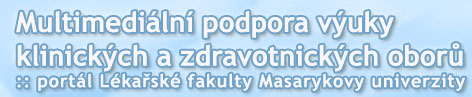 Multimediální podpora výuky
klinických a zdravotnických oborů
:: portál Lékařské fakulty Masarykovy univerzity